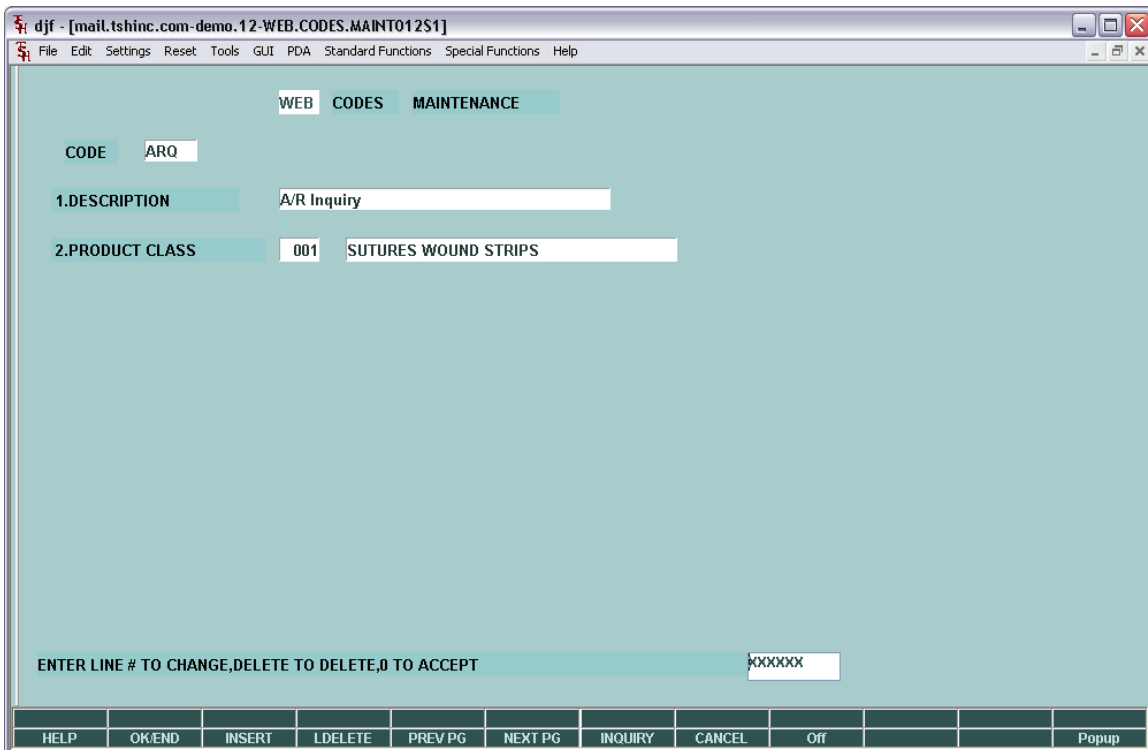 djf - [mail.tshinc.com-demo.12-WEB.CODES.MAINT012S1]
File Edit Settings Reset Tools GUI PDA Standard Functions Special Functions Help
WEB CODES MAINTENANCE
CODE ARQ
1.DESCRIPTION A/R Inquiry
2.PRODUCT CLASS 001 SUTURES WOUND STRIPS
ENTER LINE # TO CHANGE,DELETE TO DELETE,0 TO ACCEPT XXXXXX
HELP OK/END INSERT LDELETE PREV PG NEXT PG INQUIRY CANCEL Off Popup